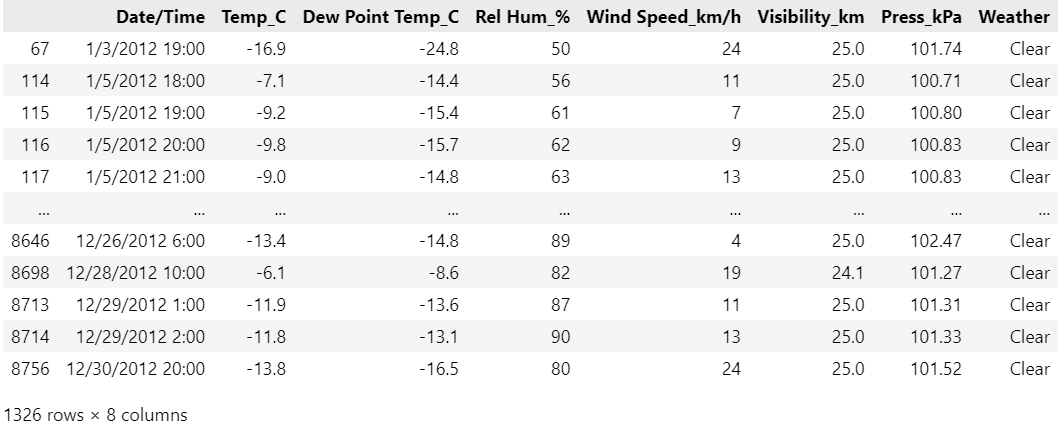 Date/Time Temp_C Dew Point Temp_C Rel Hum_% Wind Speed_km/h Visibility_km Press_kPa Weather
67 1/3/2012 19:00 -16.9 -24.8 50 24 25.0 101.74 Clear
114 1/5/2012 18:00 -7.1 -14.4 56 11 25.0 100.71 Clear
115 1/5/2012 19:00 -9.2 -15.4 61 7 25.0 100.80 Clear
116 1/5/2012 20:00 -9.8 -15.7 62 9 25.0 100.83 Clear
117 1/5/2012 21:00 -9.0 -14.8 63 13 25.0 100.83 Clear
... ... ... ... ... ... ... ... ...
8646 12/26/2012 6:00 -13.4 -14.8 89 4 25.0 102.47 Clear
8698 12/28/2012 10:00 -6.1 -8.6 82 19 24.1 101.27 Clear
8713 12/29/2012 1:00 -11.9 -13.6 87 11 25.0 101.31 Clear
8714 12/29/2012 2:00 -11.8 -13.1 90 13 25.0 101.33 Clear
8756 12/30/2012 20:00 -13.8 -16.5 80 24 25.0 101.52 Clear
1326 rows × 8 columns